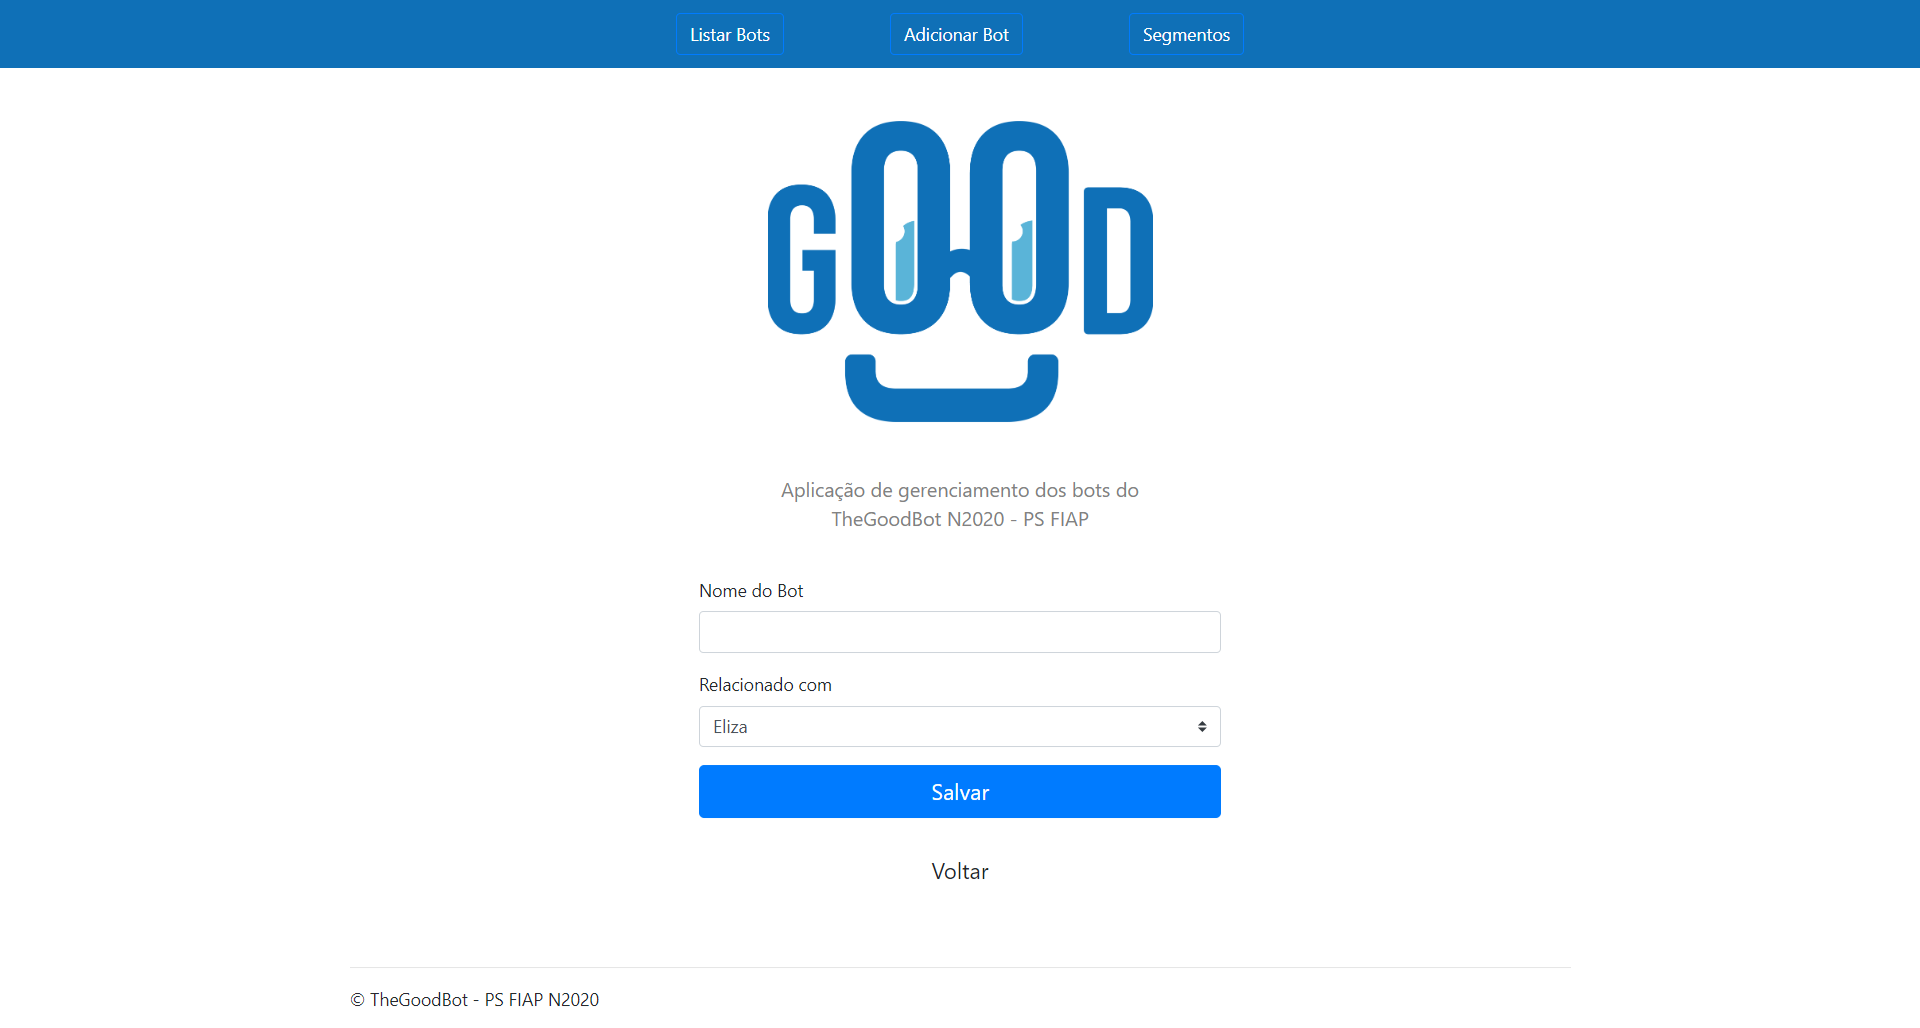 Listar Bots
Adicionar Bot
Segmentos
GOOD
Aplicação de gerenciamento dos bots do
TheGoodBot N2020 - PS FIAP
Nome do Bot
Relacionado com
Eliza
Salvar
Voltar
© TheGoodBot - PS FIAP N2020